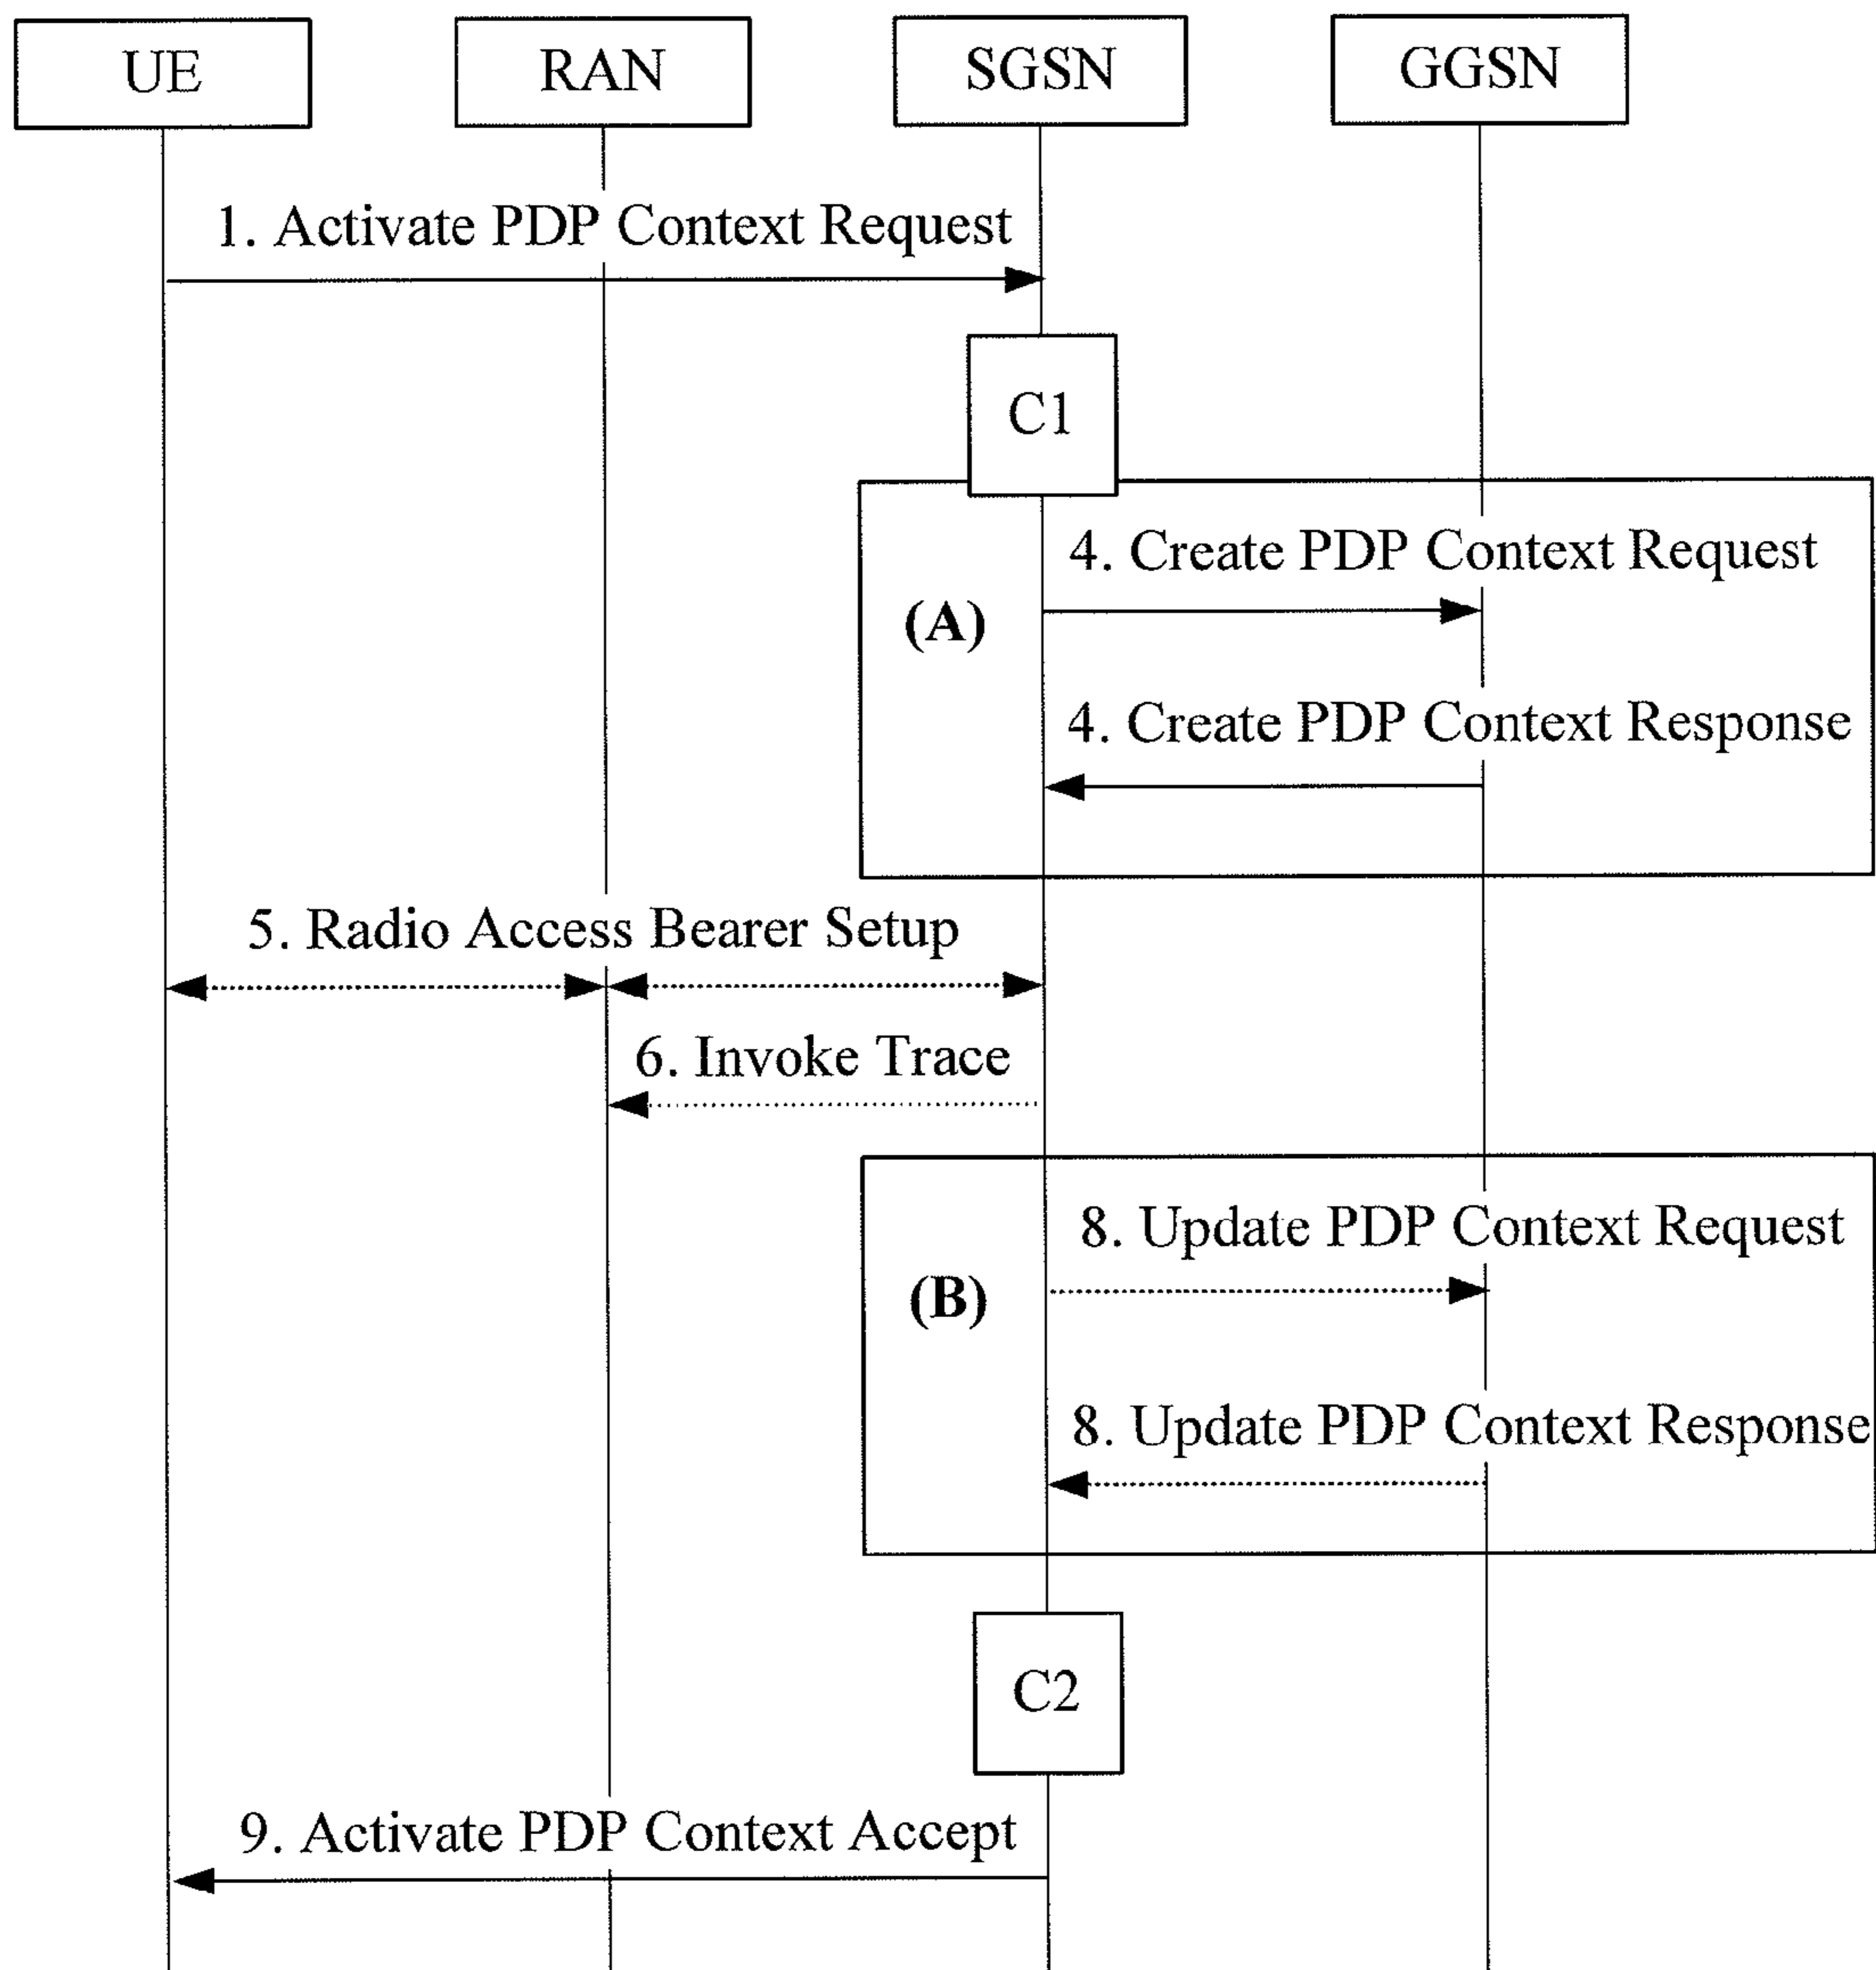 UE
RAN
SGSN
GGSN
1. Activate PDP Context Request
C1
4. Create PDP Context Request
(A)
4. Create PDP Context Response
5. Radio Access Bearer Setup
6. Invoke Trace
8. Update PDP Context Request
(B)
8. Update PDP Context Response
C2
9. Activate PDP Context Accept